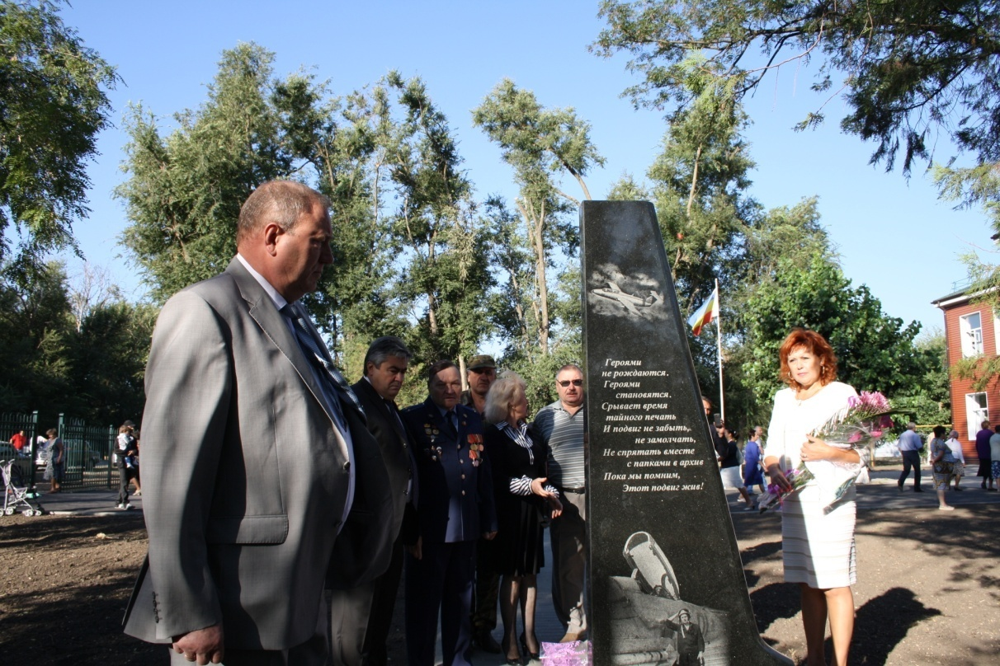 Героями
не рождаются.
Героями
становятся.
Срывает время
тайного печать
И подвиг не забыть,
не замолчать,
Не спрятать вместе
с папками в архив
Пока мы помним,
Этот подвиг жив!